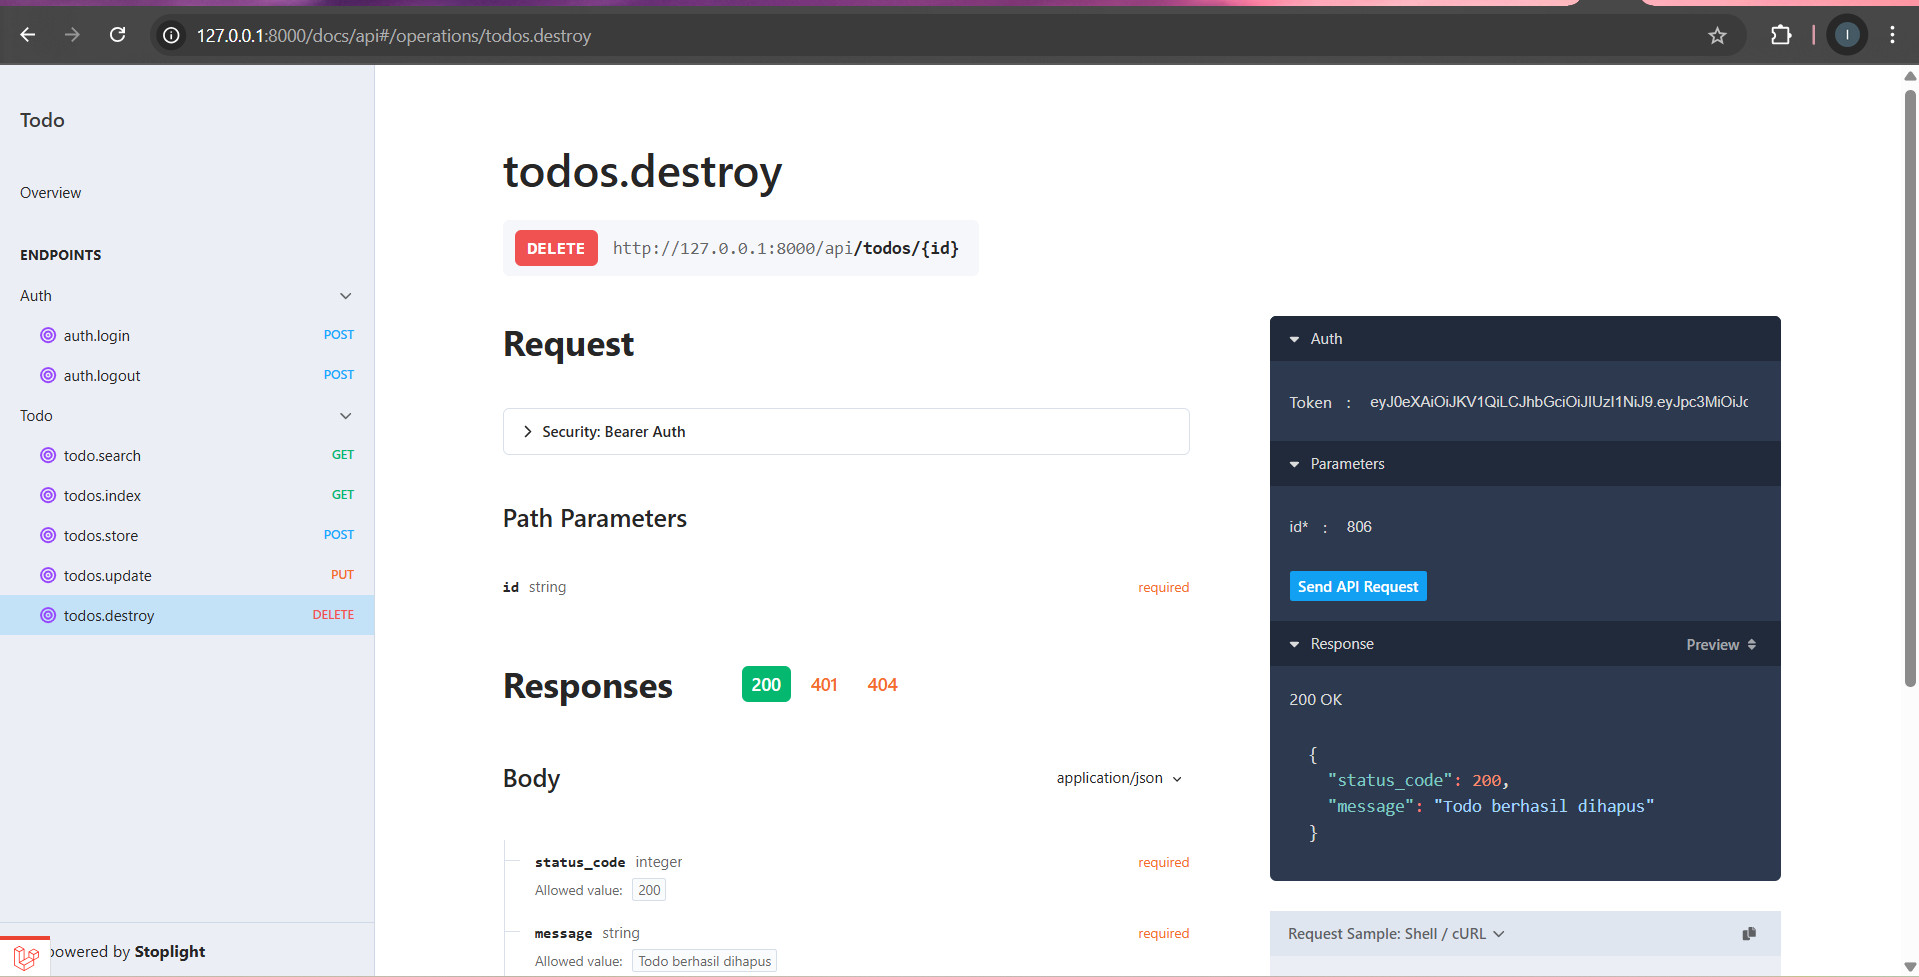 127.0.0.1:8000/docs/api#/operations/todos.destroy
I
Todo
Overview
ENDPOINTS
Auth
auth.login POST
auth.logout POST
Todo
todo.search GET
todos.index GET
todos.store POST
todos.update PUT
todos.destroy DELETE
powered by Stoplight
todos.destroy
DELETE http://127.0.0.1:8000/api/todos/{id}
Request
Security: Bearer Auth
Path Parameters
id string required
Responses 200 401 404
Body application/json
status_code integer required
Allowed value: 200
message string required
Allowed value: Todo berhasil dihapus
Auth
Token : eyJ0eXAiOiJKV1QiLCJhbGciOiJIUzI1NiJ9.eyJpc3MiOiJc
Parameters
id* : 806
Send API Request
Response Preview
200 OK
{
"status_code": 200,
"message": "Todo berhasil dihapus"
}
Request Sample: Shell / cURL